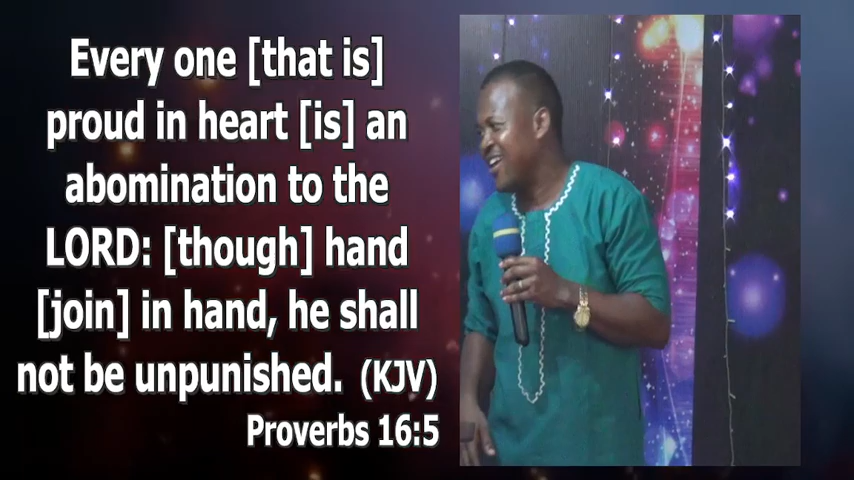 Every one [that is]
proud in heart [is] an
abomination to the
LORD: [though] hand
[join] in hand, he shall
not be unpunished. (KJV)
Proverbs 16:5